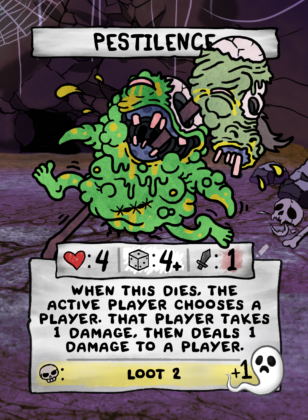 PESTILENCE
:4 :4+ :1
WHEN THIS DIES, THE
ACTIVE PLAYER CHOOSES A
PLAYER. THAT PLAYER TAKES
1 DAMAGE, THEN DEALS 1
DAMAGE TO A PLAYER.
: LOOT 2 +1